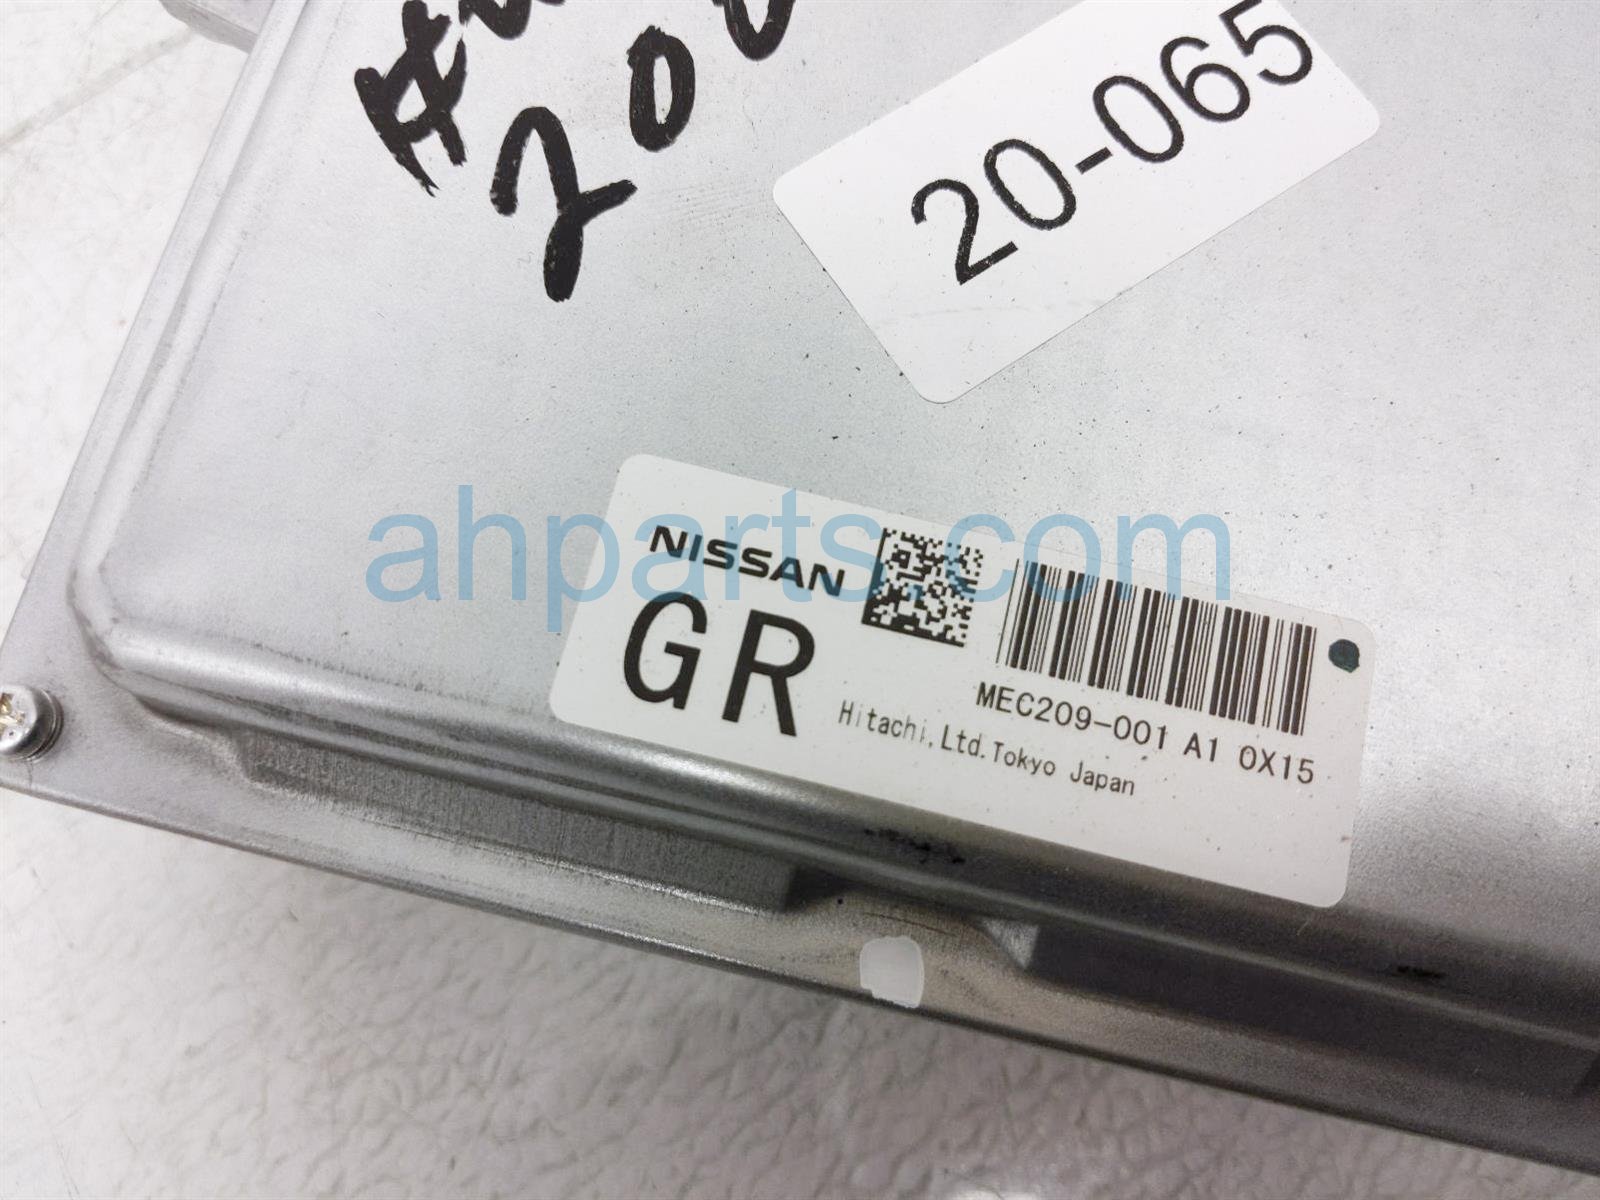 20-065
ahparts.com
NISSAN
GR
MEC209-001 A1 0X15
Hitachi,Ltd.Tokyo Japan